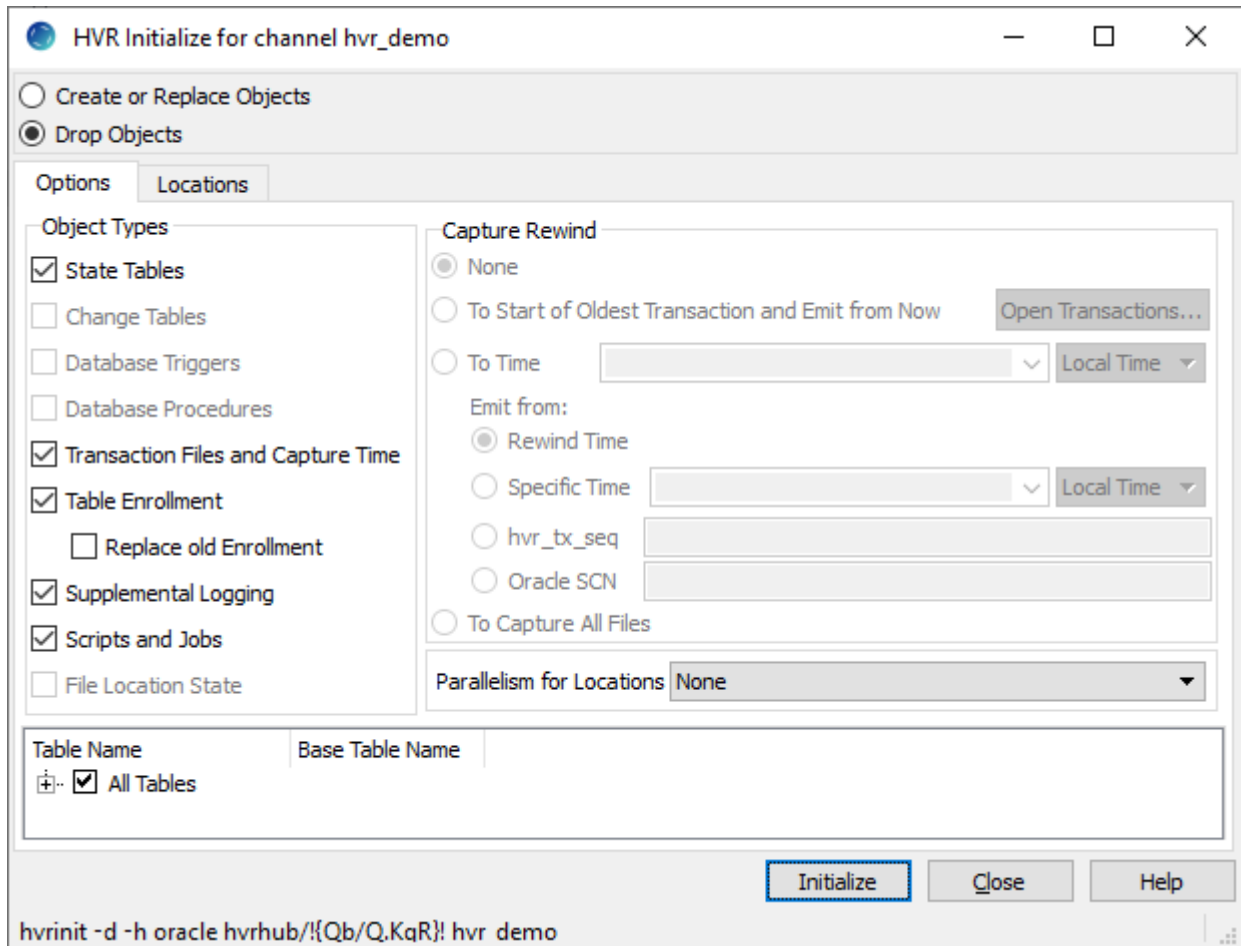 HVR Initialize for channel hvr_demo
Create or Replace Objects
Drop Objects
Options Locations
Object Types
State Tables
Change Tables
Database Triggers
Database Procedures
Transaction Files and Capture Time
Table Enrollment
Replace old Enrollment
Supplemental Logging
Scripts and Jobs
File Location State
Capture Rewind
None
To Start of Oldest Transaction and Emit from Now Open Transactions...
To Time Local Time
Emit from:
Rewind Time
Specific Time Local Time
hvr_tx_seq
Oracle SCN
To Capture All Files
Parallelism for Locations None
Table Name Base Table Name
All Tables
Initialize Close Help
hvrinit -d -h oracle hvrhub/!{Qb/Q.KqR}! hvr_demo